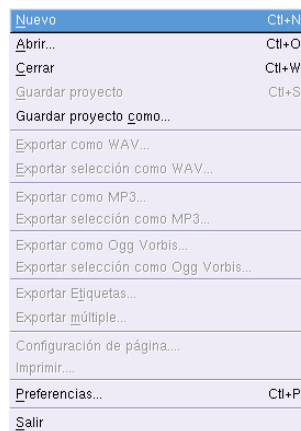 Nuevo Ctl+N
Abrir... Ctl+O
Cerrar Ctl+W
Guardar proyecto Ctl+S
Guardar proyecto como...
Exportar como WAV...
Exportar selección como WAV...
Exportar como MP3...
Exportar selección como MP3...
Exportar como Ogg Vorbis...
Exportar selección como Ogg Vorbis...
Exportar Etiquetas...
Exportar múltiple...
Configuración de página....
Imprimir....
Preferencias... Ctl+P
Salir